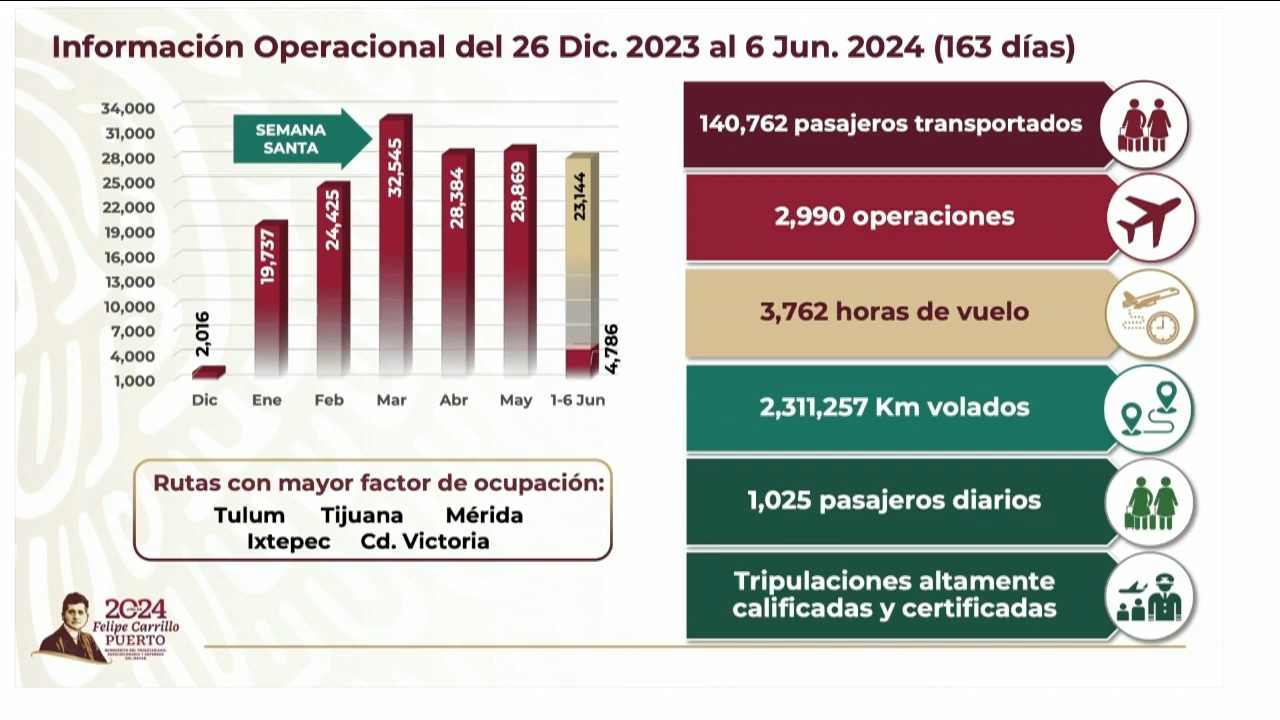 Información Operacional del 26 Dic. 2023 al 6 Jun. 2024 (163 días)
34,000
31,000
28,000
25,000
22,000
19,000
16,000
13,000
10,000
7,000
4,000
1,000
SEMANA
SANTA
2,016
19,737
24,425
32,545
28,384
28,869
23,144
4,786
Dic Ene Feb Mar Abr May 1-6 Jun
Rutas con mayor factor de ocupación:
Tulum Tijuana Mérida
Ixtepec Cd. Victoria
140,762 pasajeros transportados
2,990 operaciones
3,762 horas de vuelo
2,311,257 Km volados
1,025 pasajeros diarios
Tripulaciones altamente
calificadas y certificadas
2024
Felipe Carrillo
PUERTO